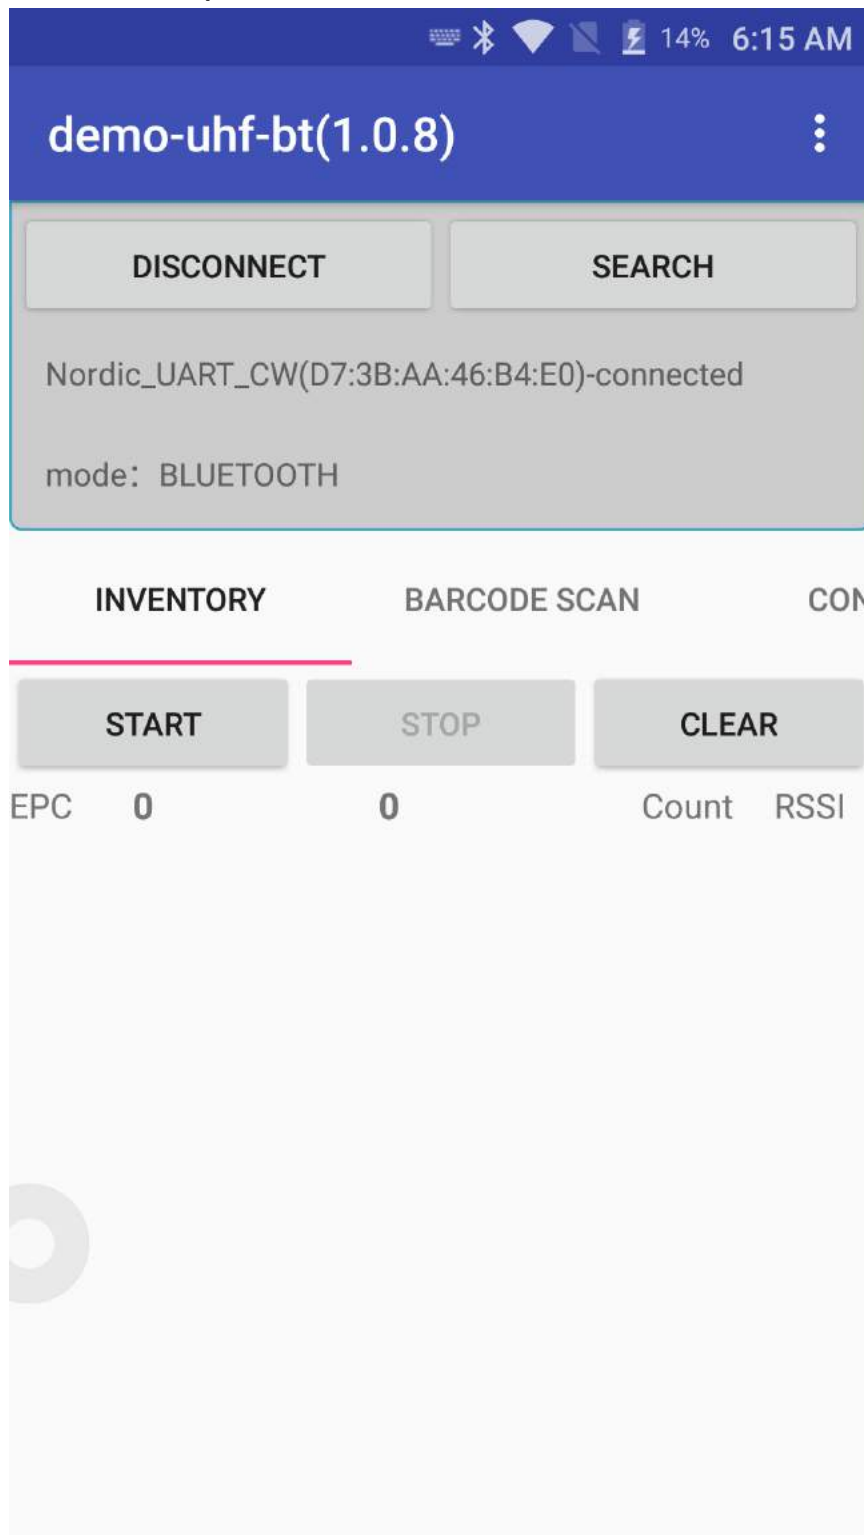 14% 6:15 AM
demo-uhf-bt(1.0.8)
DISCONNECT SEARCH
Nordic_UART_CW(D7:3B:AA:46:B4:E0)-connected
mode: BLUETOOTH
INVENTORY BARCODE SCAN CON
START STOP CLEAR
EPC 0 0 Count RSSI